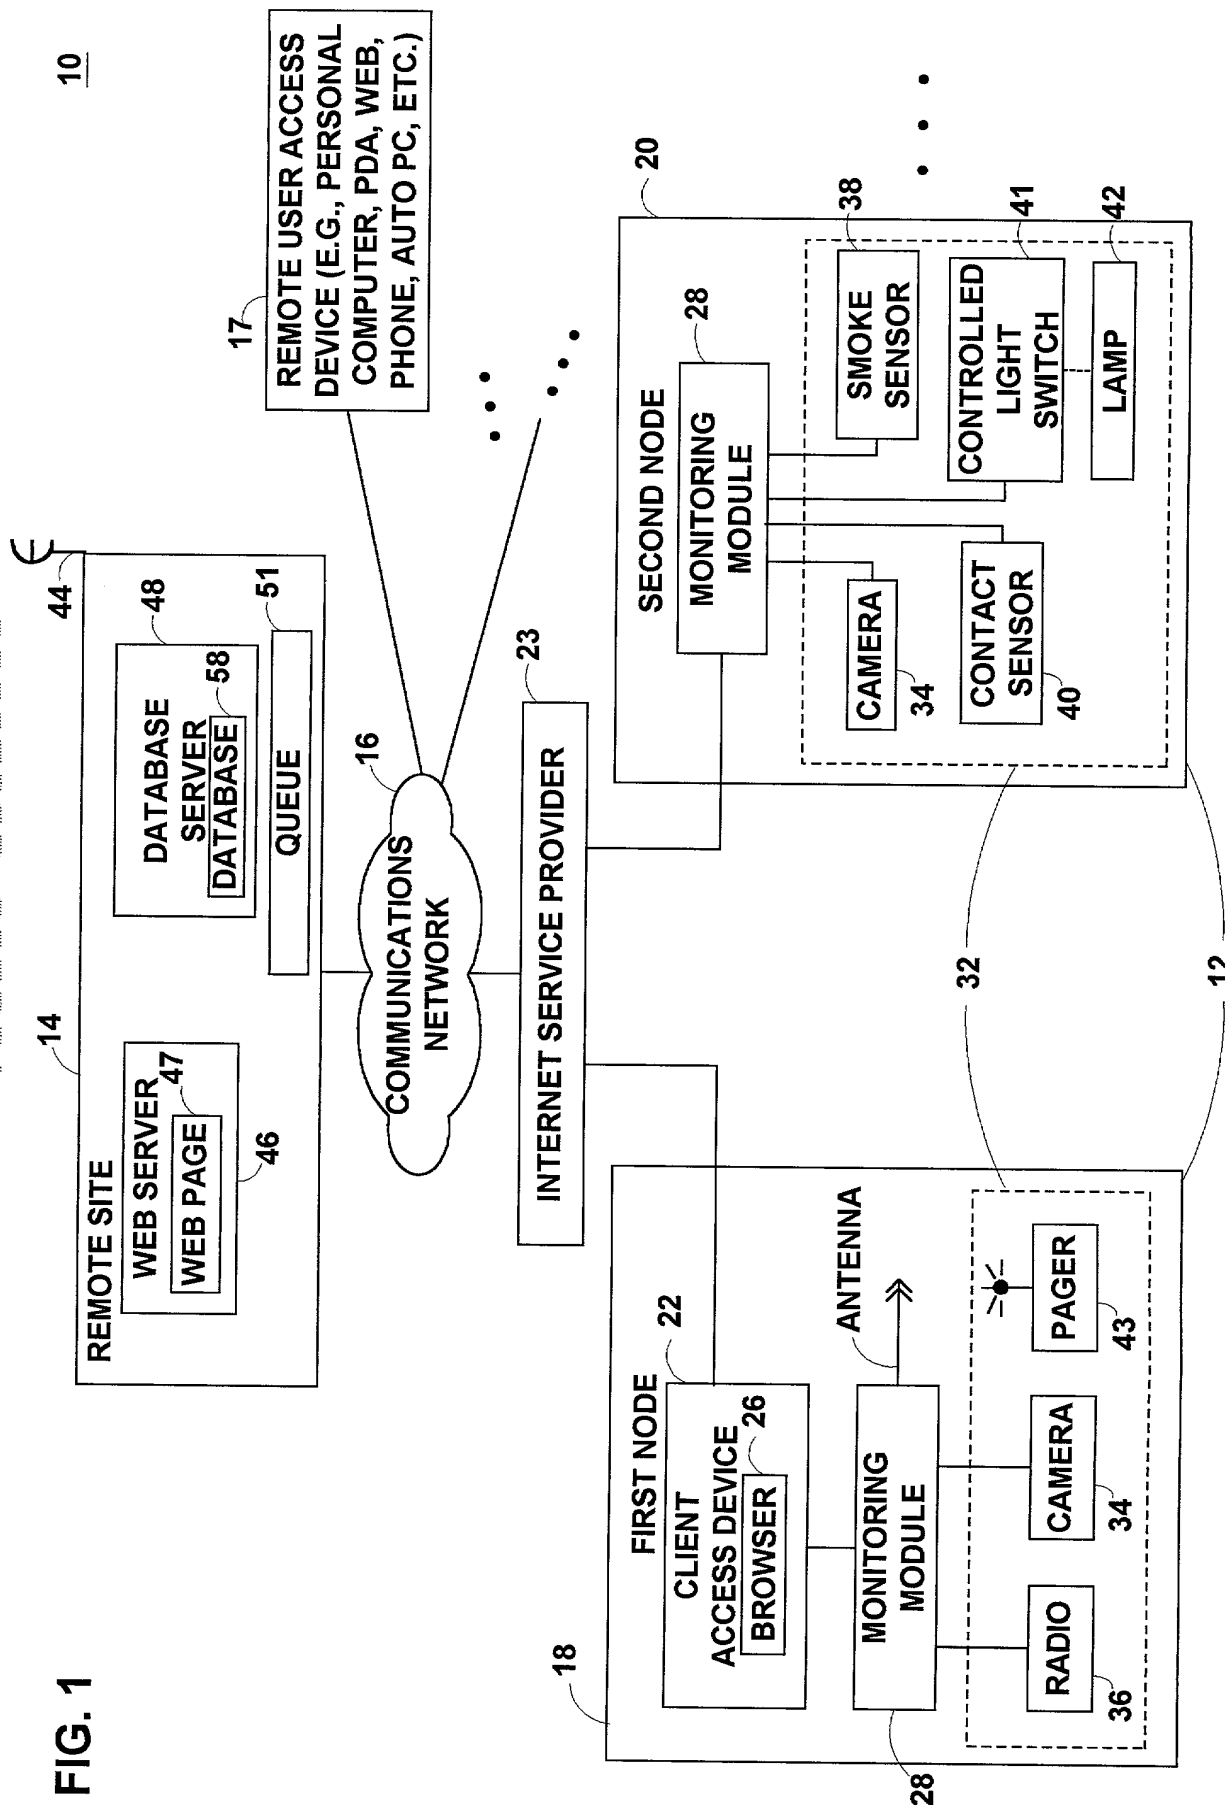 FIG. 1
10
14
REMOTE SITE
WEB SERVER
47
WEB PAGE
46
44
48
DATABASE
SERVER
58
DATABASE
51
QUEUE
17
REMOTE USER ACCESS
DEVICE (E.G., PERSONAL
COMPUTER, PDA, WEB,
PHONE, AUTO PC, ETC.)
16
COMMUNICATIONS
NETWORK
23
INTERNET SERVICE PROVIDER
18
FIRST NODE
22
CLIENT
ACCESS DEVICE
26
BROWSER
ANTENNA
MONITORING
MODULE
28
RADIO
36
CAMERA
34
PAGER
43
20
SECOND NODE
28
MONITORING
MODULE
CAMERA
34
38
SMOKE
SENSOR
CONTACT
SENSOR
40
41
CONTROLLED
LIGHT
SWITCH
42
LAMP
32
12